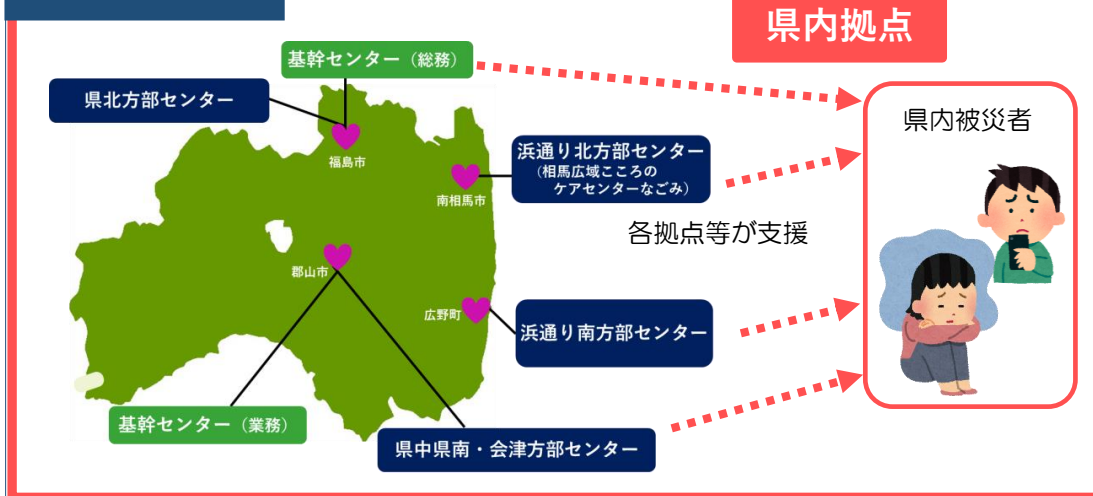 県内拠点
基幹センター（総務）
県北方部センター
福島市
浜通り北方部センター
（相馬広域こころの
ケアセンターなごみ）
南相馬市
県内被災者
各拠点等が支援
郡山市
広野町
浜通り南方部センター
基幹センター（業務）
県中県南・会津方部センター